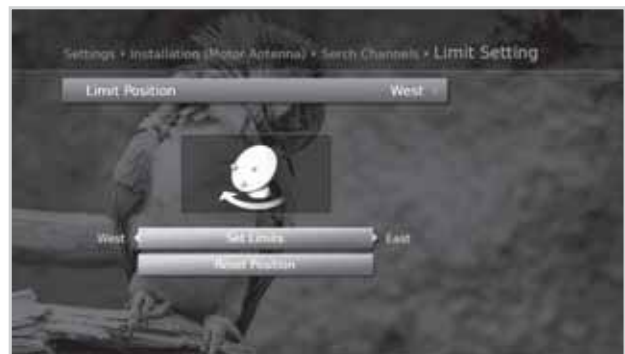 Settings • Installation (Motor Antenna) • Serch Channels • Limit Setting
Limit Position West
West Set Limits East
Reset Position